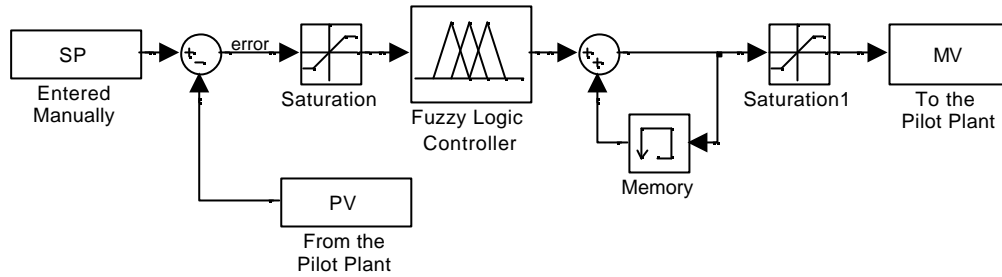 SP
Entered
Manually
error
Saturation
Fuzzy Logic
Controller
Saturation1
MV
To the
Pilot Plant
Memory
PV
From the
Pilot Plant